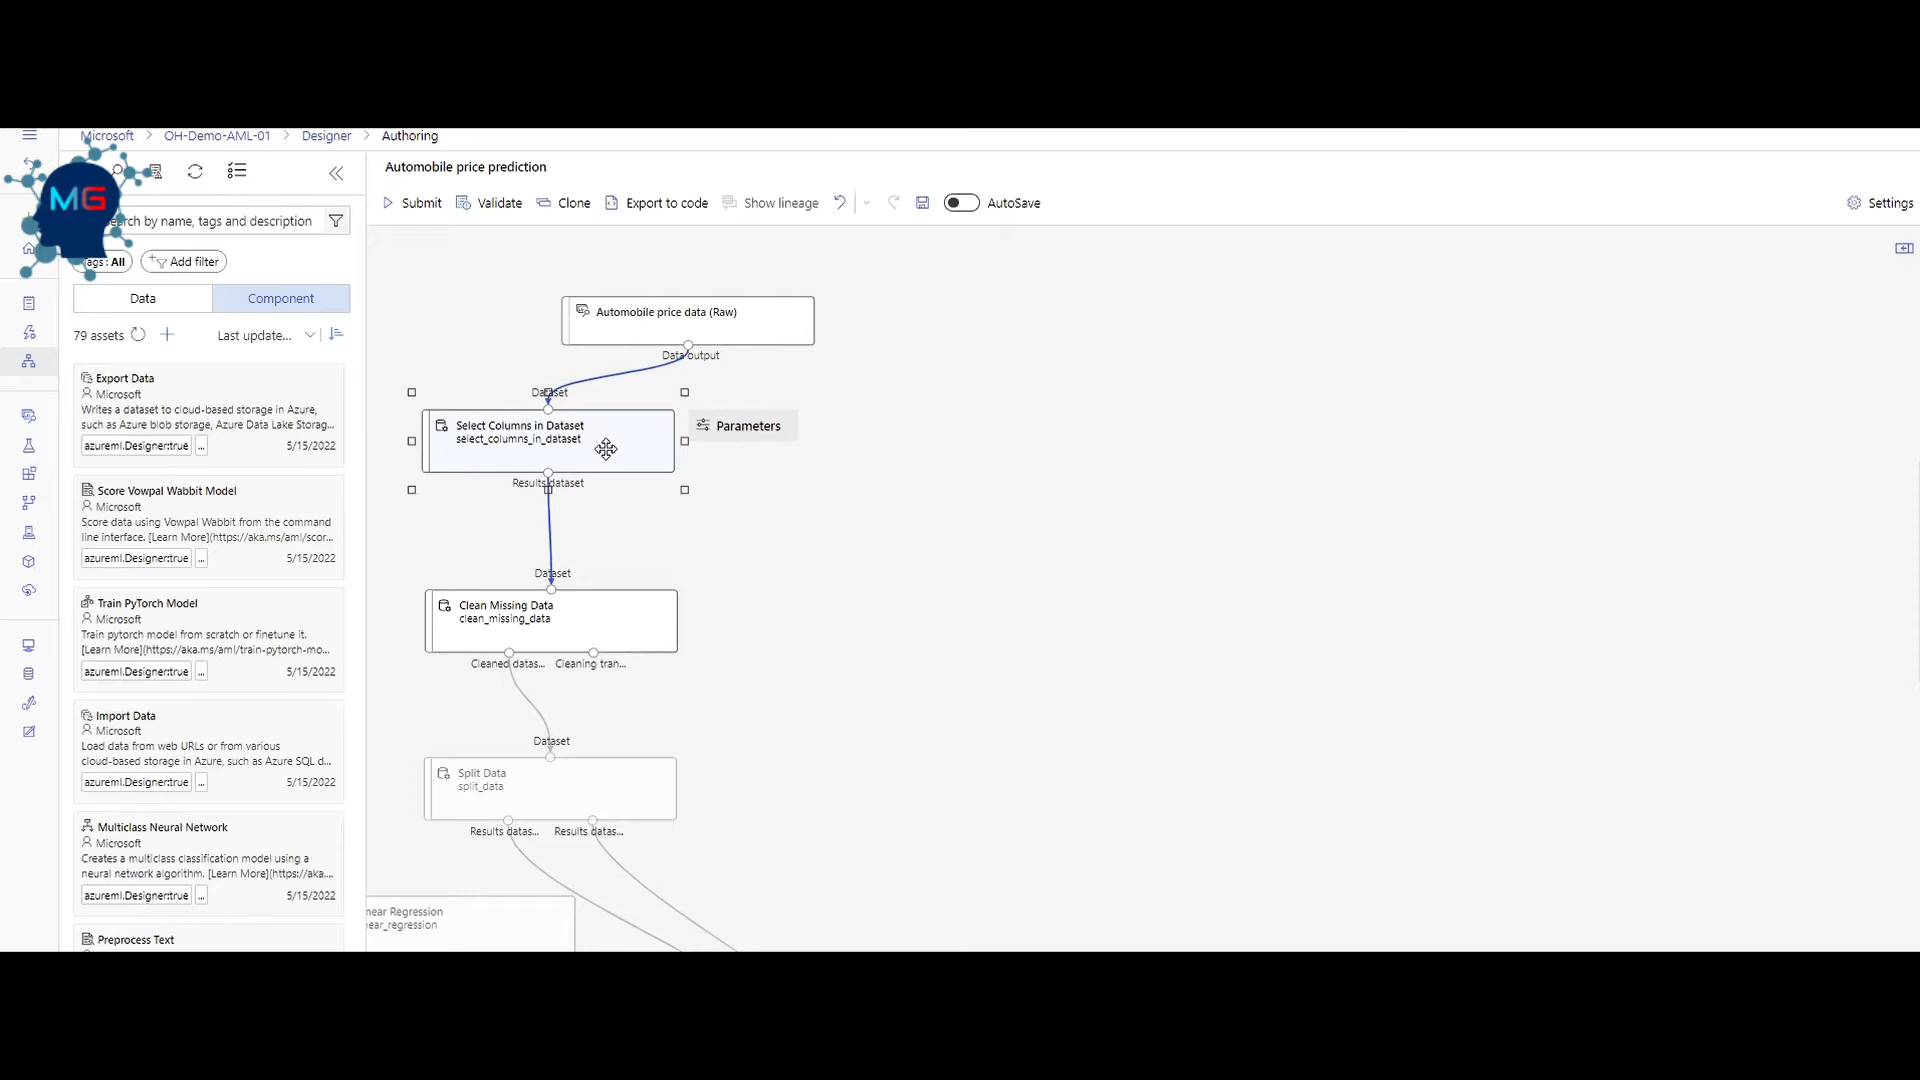 Microsoft > OH-Demo-AML-01 > Designer > Authoring
MG
search by name, tags and description
Tags : All
Add filter
Data
Component
79 assets
Last update...
Export Data
Microsoft
Writes a dataset to cloud-based storage in Azure,
such as Azure blob storage, Azure Data Lake Storag...
azureml.Designer:true
...
5/15/2022
Score Vowpal Wabbit Model
Microsoft
Score data using Vowpal Wabbit from the command
line interface. [Learn More](https://aka.ms/aml/scor...
azureml.Designer:true
...
5/15/2022
Train PyTorch Model
Microsoft
Train pytorch model from scratch or finetune it.
[Learn More](https://aka.ms/aml/train-pytorch-mo...
azureml.Designer:true
...
5/15/2022
Import Data
Microsoft
Load data from web URLs or from various
cloud-based storage in Azure, such as Azure SQL d...
azureml.Designer:true
...
5/15/2022
Multiclass Neural Network
Microsoft
Creates a multiclass classification model using a
neural network algorithm. [Learn More](https://aka....
azureml.Designer:true
...
5/15/2022
Preprocess Text
Automobile price prediction
Submit
Validate
Clone
Export to code
Show lineage
AutoSave
Settings
Automobile price data (Raw)
Data output
Dataset
Select Columns in Dataset
select_columns_in_dataset
Parameters
Results dataset
Dataset
Clean Missing Data
clean_missing_data
Cleaned datas...
Cleaning tran...
Dataset
Split Data
split_data
Results datas...
Results datas...
near Regression
near_regression